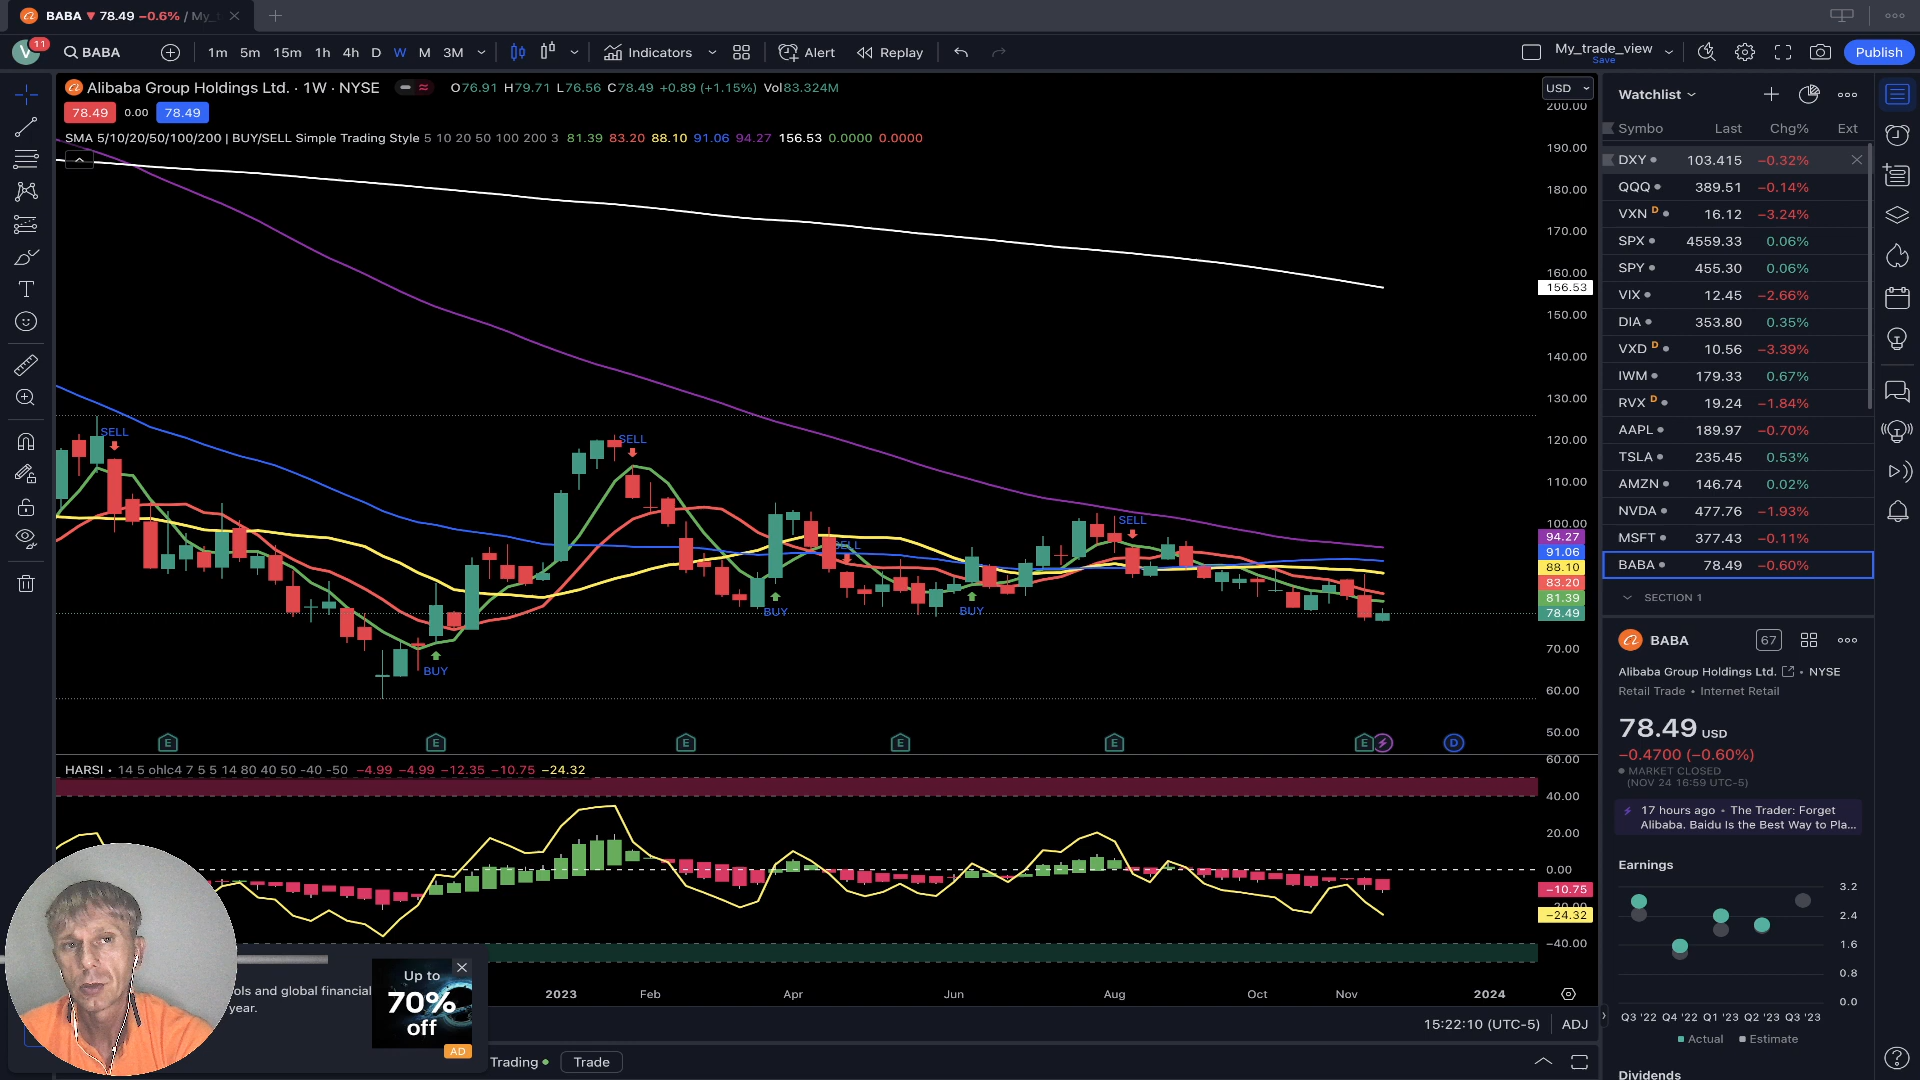 BABA ▼ 78.49 −0.6% / My_
V 11 BABA 1m 5m 15m 1h 4h D W M 3M Indicators Alert Replay My_trade_view Save Publish
Alibaba Group Holdings Ltd. · 1W · NYSE O76.91 H79.71 L76.56 C78.49 +0.89 (+1.15%) Vol83.324M
78.49 0.00 78.49
SMA 5/10/20/50/100/200 | BUY/SELL Simple Trading Style 5 10 20 50 100 200 3 81.39 83.20 88.10 91.06 94.27 156.53 0.0000 0.0000
USD
200.00
190.00
180.00
170.00
160.00
156.53
150.00
140.00
130.00
120.00
110.00
100.00
94.27
91.06
88.10
83.20
81.39
78.49
70.00
60.00
50.00
SELL
SELL
SELL
SELL
BUY
BUY
BUY
E E E E E E D
HARSI • 14 5 ohlc4 7 5 5 14 80 40 50 -40 -50 −4.99 −4.99 −12.35 −10.75 −24.32
60.00
40.00
20.00
0.00
−10.75
−24.32
−40.00
2023 Feb Apr Jun Aug Oct Nov 2024
15:22:10 (UTC-5) ADJ
ols and global financial
year.
Up to
70%
off
AD
Trading Trade
Watchlist
Symbo Last Chg% Ext
DXY 103.415 −0.32%
QQQ 389.51 −0.14%
VXN D 16.12 −3.24%
SPX 4559.33 0.06%
SPY 455.30 0.06%
VIX 12.45 −2.66%
DIA 353.80 0.35%
VXD D 10.56 −3.39%
IWM 179.33 0.67%
RVX D 19.24 −1.84%
AAPL 189.97 −0.70%
TSLA 235.45 0.53%
AMZN 146.74 0.02%
NVDA 477.76 −1.93%
MSFT 377.43 −0.11%
BABA 78.49 −0.60%
SECTION 1
BABA 67
Alibaba Group Holdings Ltd. • NYSE
Retail Trade • Internet Retail
78.49 USD
−0.4700 (−0.60%)
MARKET CLOSED
(NOV 24 16:59 UTC-5)
17 hours ago • The Trader: Forget
Alibaba. Baidu Is the Best Way to Pla...
Earnings
3.2
2.4
1.6
0.8
0.0
Q3 '22 Q4 '22 Q1 '23 Q2 '23 Q3 '23
Actual Estimate
Dividends